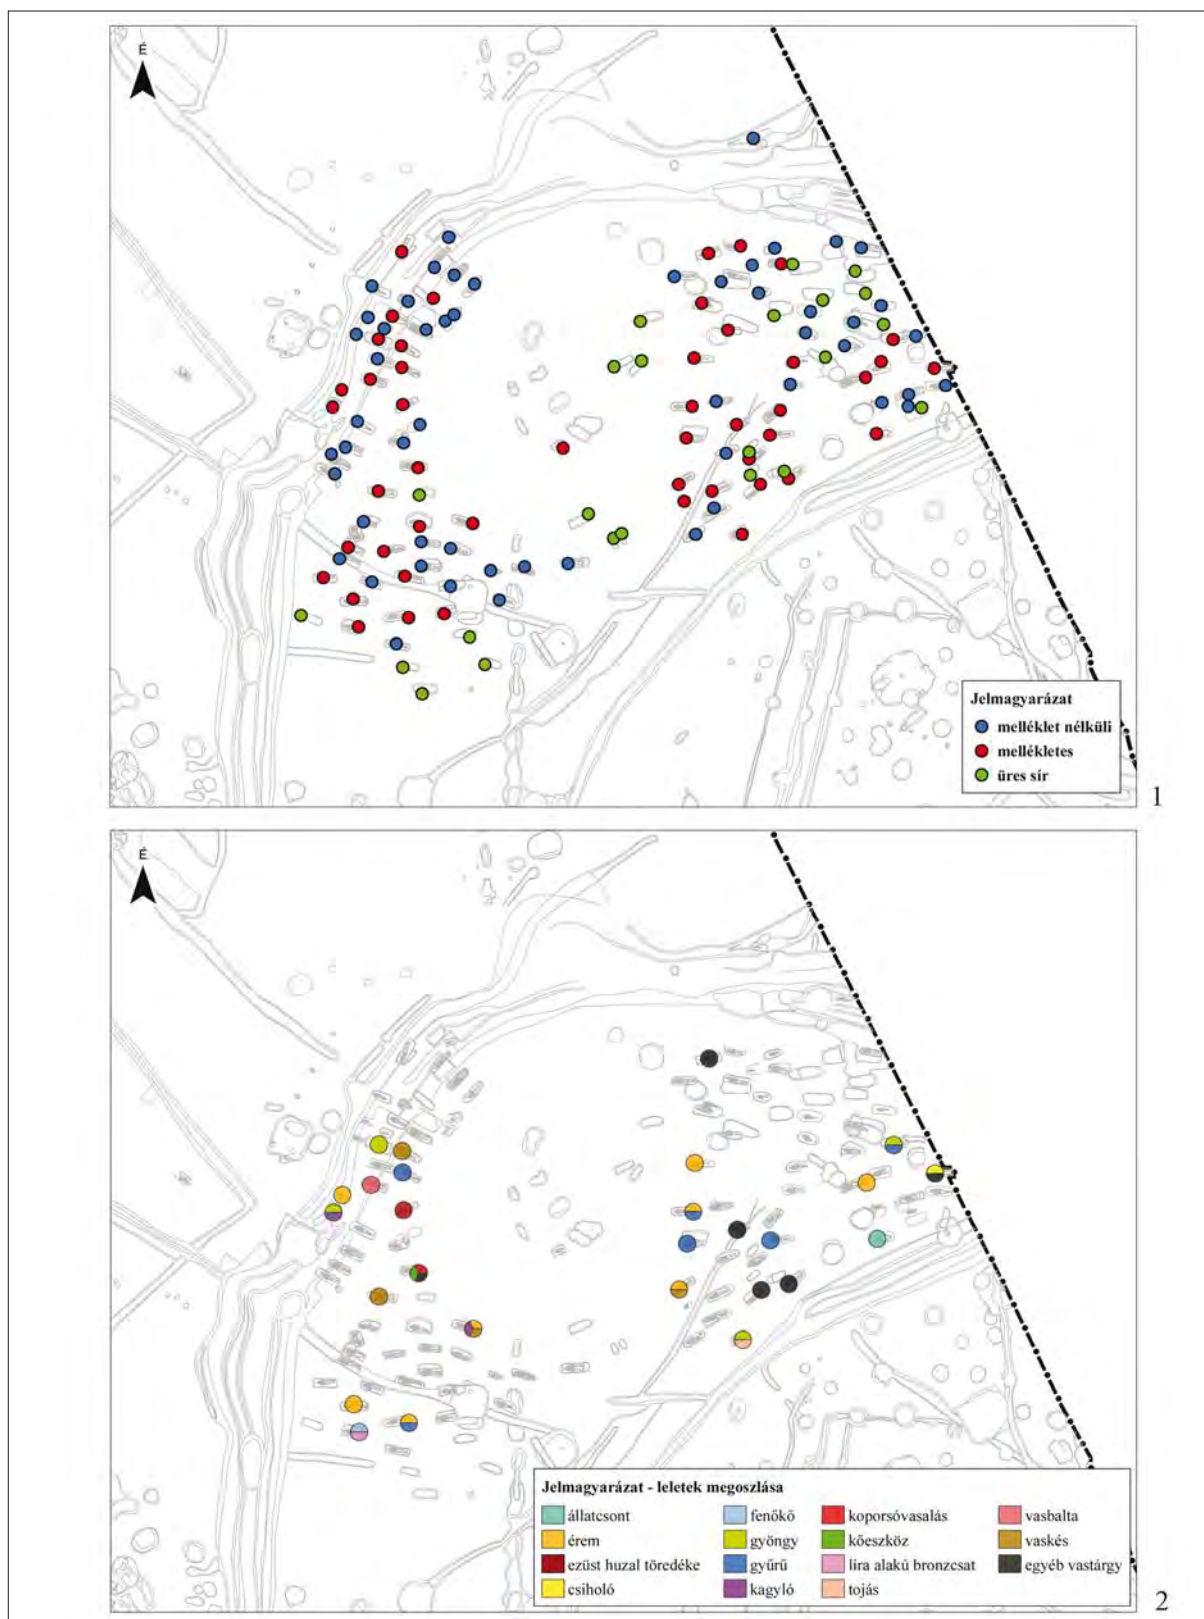 É
Jelmagyarázat
melléklet nélküli
mellékletes
üres sír
1
É
Jelmagyarázat - leletek megoszlása
állatcsont
érem
ezüst huzal töredéke
csiholó
fenőkő
gyöngy
gyűrű
kagyló
koporsóvasalás
kőeszköz
líra alakú bronzcsat
tojás
vasbalta
vaskés
egyéb vastárgy
2